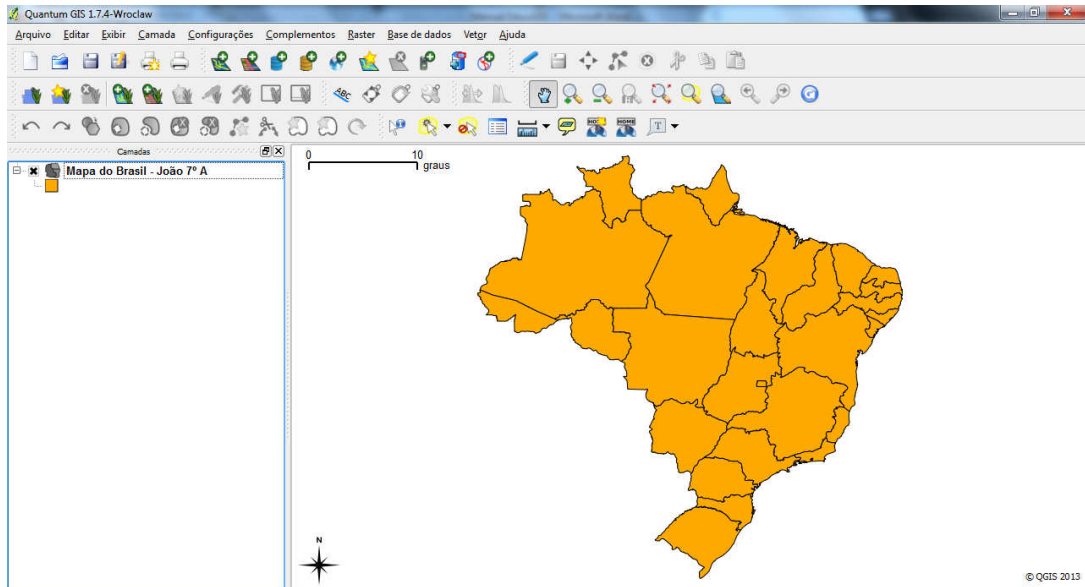 Quantum GIS 1.7.4-Wroclaw
Arquivo Editar Exibir Camada Configurações Complementos Raster Base de dados Vetor Ajuda
ABC
T
Camadas
Mapa do Brasil - João 7º A
0 10
graus
N
© QGIS 2013